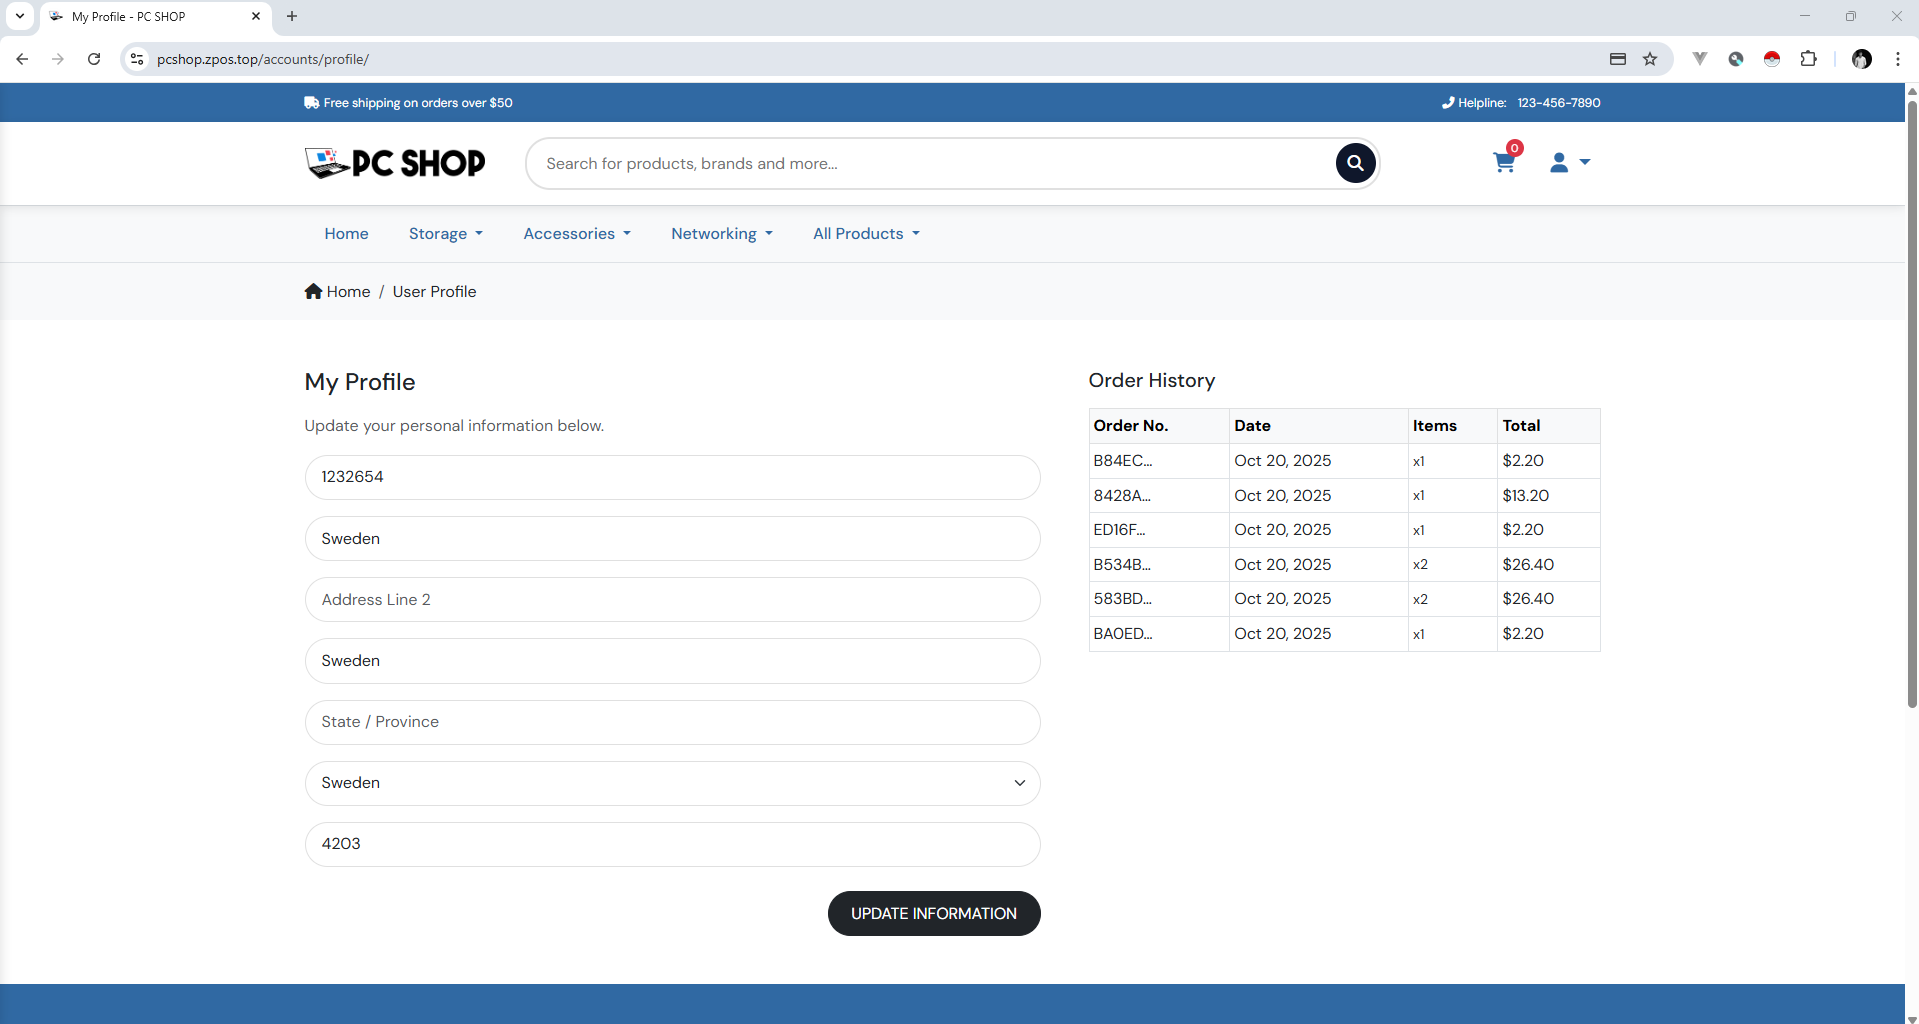 My Profile - PC SHOP
pcshop.zpos.top/accounts/profile/
Free shipping on orders over $50
Helpline: 123-456-7890
PC SHOP
Search for products, brands and more...
0
Home Storage Accessories Networking All Products
Home / User Profile
My Profile
Update your personal information below.
1232654
Sweden
Address Line 2
Sweden
State / Province
Sweden
4203
UPDATE INFORMATION
Order History
Order No. Date Items Total
B84EC... Oct 20, 2025 x1 $2.20
8428A... Oct 20, 2025 x1 $13.20
ED16F... Oct 20, 2025 x1 $2.20
B534B... Oct 20, 2025 x2 $26.40
583BD... Oct 20, 2025 x2 $26.40
BA0ED... Oct 20, 2025 x1 $2.20